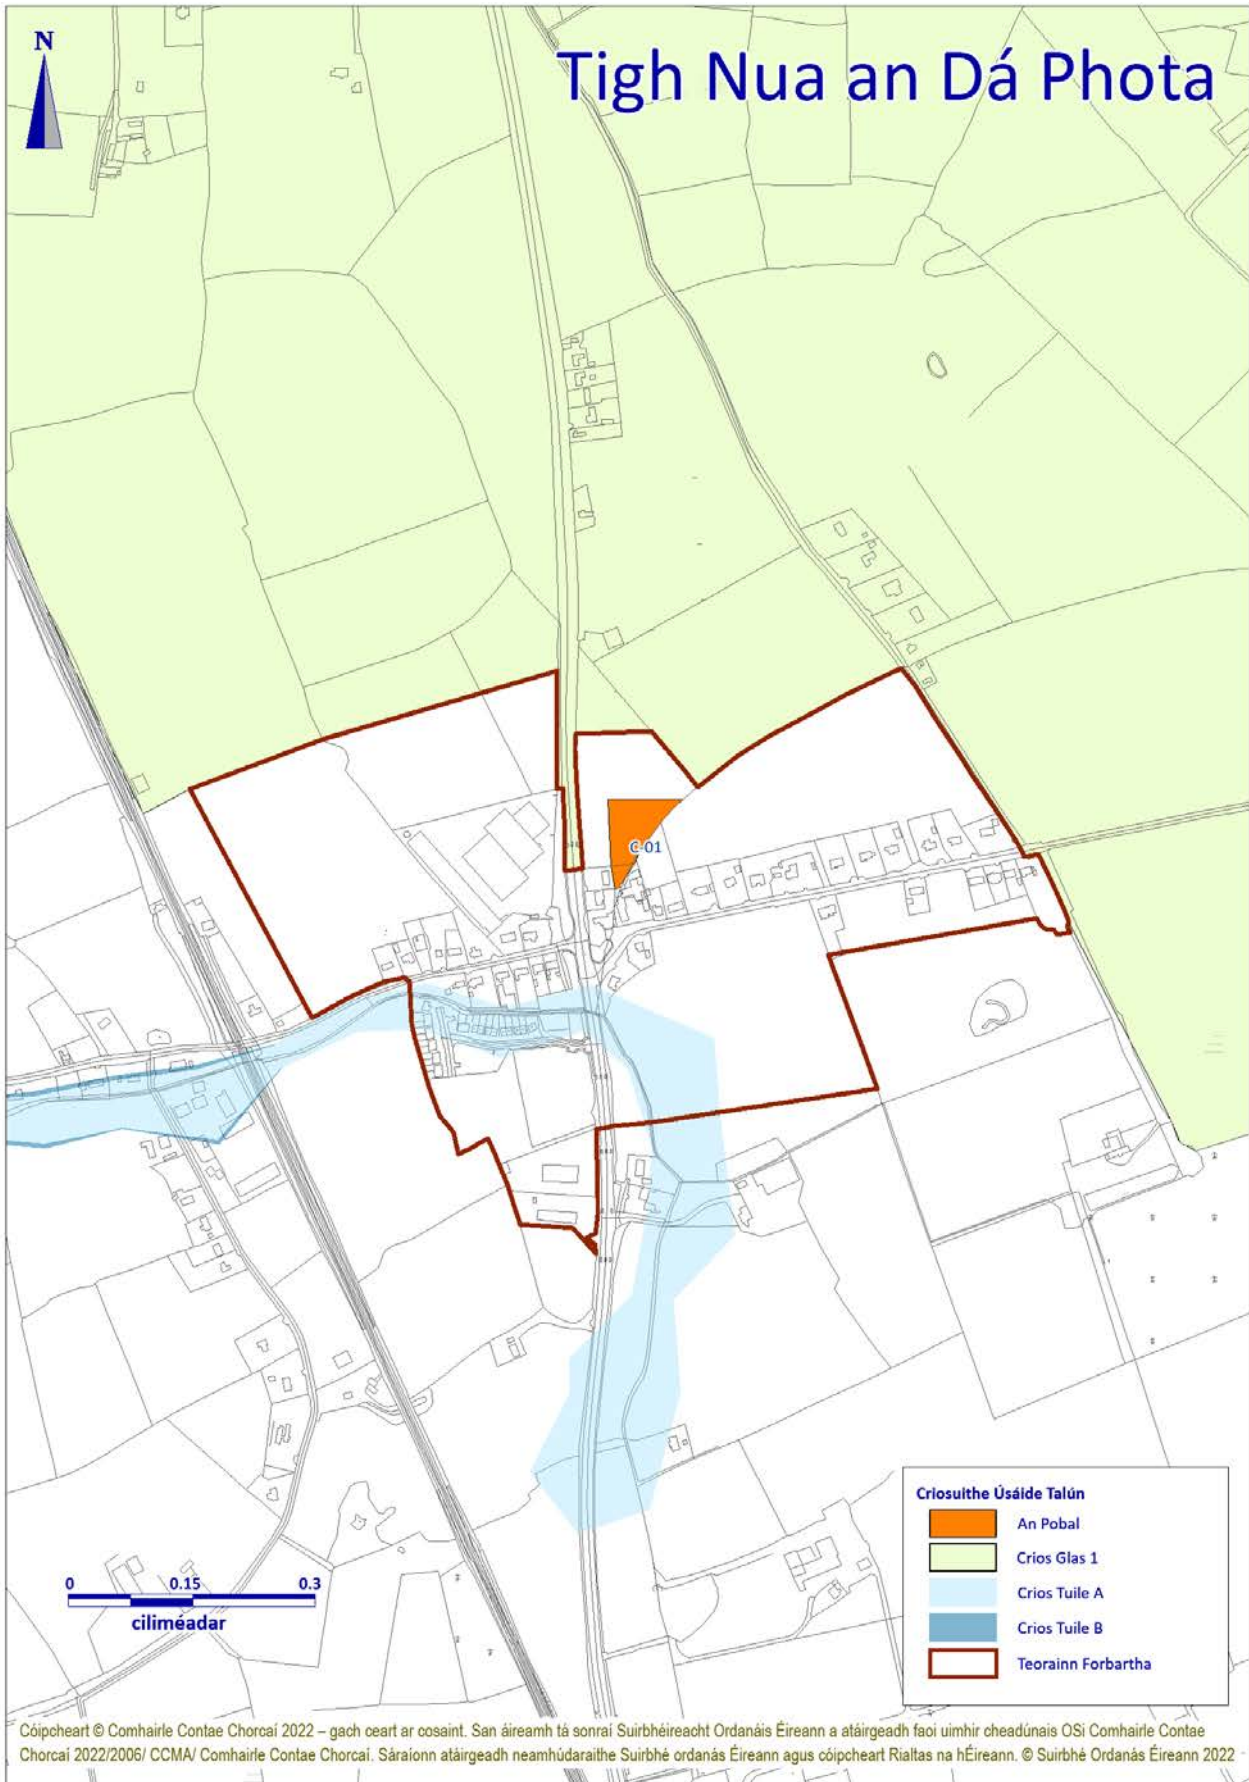 N
Tigh Nua an Dá Phota
C-01
Criosuithe Úsáide Talún
An Pobal
Crios Glas 1
Crios Tuile A
Crios Tuile B
Teorainn Forbartha
0 0.15 0.3
ciliméadar
Cóipcheart © Comhairle Contae Chorcaí 2022 – gach ceart ar cosaint. San áireamh tá sonraí Suirbhéireacht Ordanáis Éireann a atáirgeadh faoi uimhir cheadúnais OSi Comhairle Contae
Chorcaí 2022/2006/ CCMA/ Comhairle Contae Chorcaí. Sáraíonn atáirgeadh neamhúdaraithe Suirbhé ordanás Éireann agus cóipcheart Rialtas na hÉireann. © Suirbhé Ordanás Éireann 2022